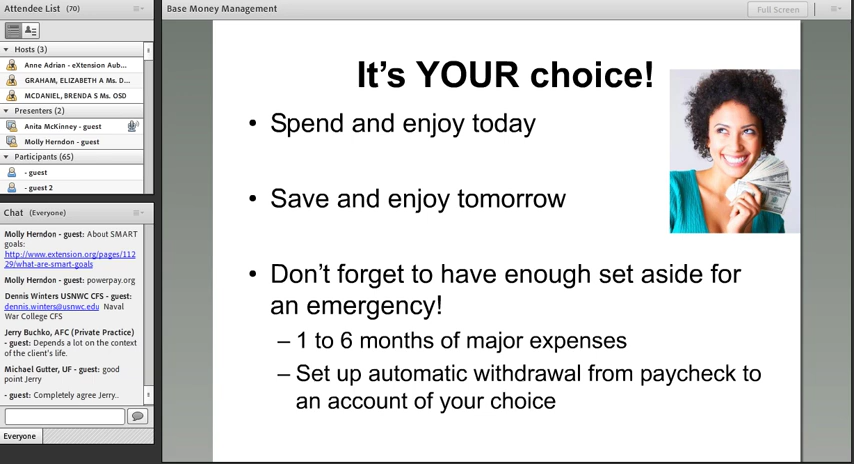 Attendee List (70)
Hosts (3)
Anne Adrian - eXtension Aub...
GRAHAM, ELIZABETH A Ms. D...
MCDANIEL, BRENDA S Ms. OSD
Presenters (2)
Anita McKinney - guest
Molly Herndon - guest
Participants (65)
- guest
- guest 2
Chat (Everyone)
Molly Herndon - guest: About SMART
goals:
http://www.extension.org/pages/112
29/what-are-smart-goals
Molly Herndon - guest: powerpay.org
Dennis Winters USNWC CFS - guest:
dennis.winters@usnwc.edu Naval
War College CFS
Jerry Buchko, AFC (Private Practice)
- guest: Depends a lot on the context
of the client's life.
Michael Gutter, UF - guest: good
point Jerry
- guest: Completely agree Jerry..
Everyone
Base Money Management
Full Screen
It's YOUR choice!
• Spend and enjoy today
• Save and enjoy tomorrow
• Don't forget to have enough set aside for
an emergency!
– 1 to 6 months of major expenses
– Set up automatic withdrawal from paycheck to
an account of your choice